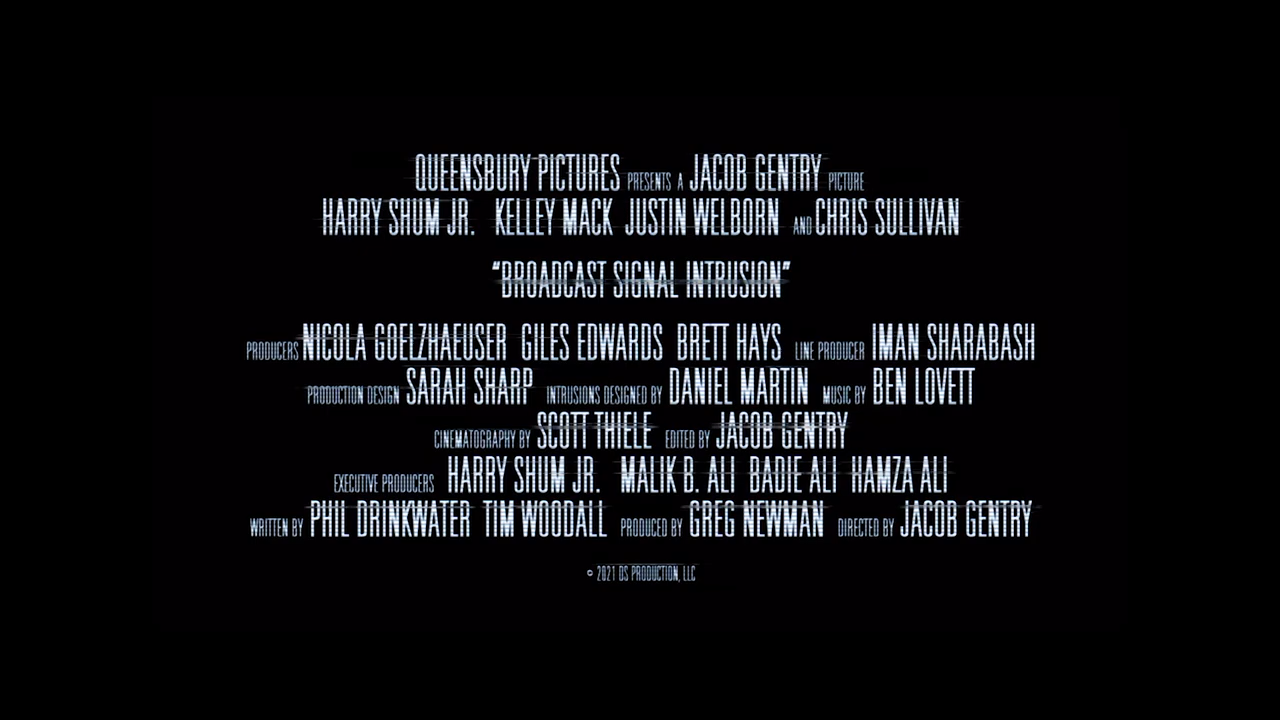 QUEENSBURY PICTURES PRESENTS A JACOB GENTRY PICTURE
HARRY SHUM JR. KELLEY MACK JUSTIN WELBORN AND CHRIS SULLIVAN
“BROADCAST SIGNAL INTRUSION”
PRODUCERS NICOLA GOELZHAEUSER GILES EDWARDS BRETT HAYS LINE PRODUCER IMAN SHARABASH
PRODUCTION DESIGN SARAH SHARP INTRUSIONS DESIGNED BY DANIEL MARTIN MUSIC BY BEN LOVETT
CINEMATOGRAPHY BY SCOTT THIELE EDITED BY JACOB GENTRY
EXECUTIVE PRODUCERS HARRY SHUM JR. MALIK B. ALI BADIE ALI HAMZA ALI
WRITTEN BY PHIL DRINKWATER TIM WOODALL PRODUCED BY GREG NEWMAN DIRECTED BY JACOB GENTRY
© 2021 DS PRODUCTION, LLC